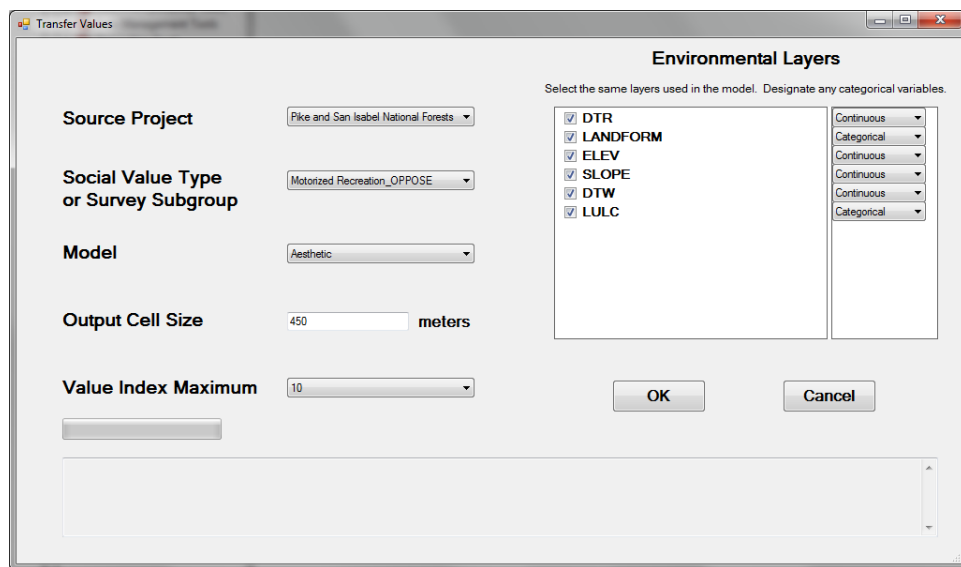 Management Tools
Transfer Values
Environmental Layers
Select the same layers used in the model. Designate any categorical variables.
Source Project
Pike and San Isabel National Forests
Social Value Type
or Survey Subgroup
Motorized Recreation_OPPOSE
Model
Aesthetic
Output Cell Size
450
meters
Value Index Maximum
10
DTR Continuous
LANDFORM Categorical
ELEV Continuous
SLOPE Continuous
DTW Continuous
LULC Categorical
OK
Cancel